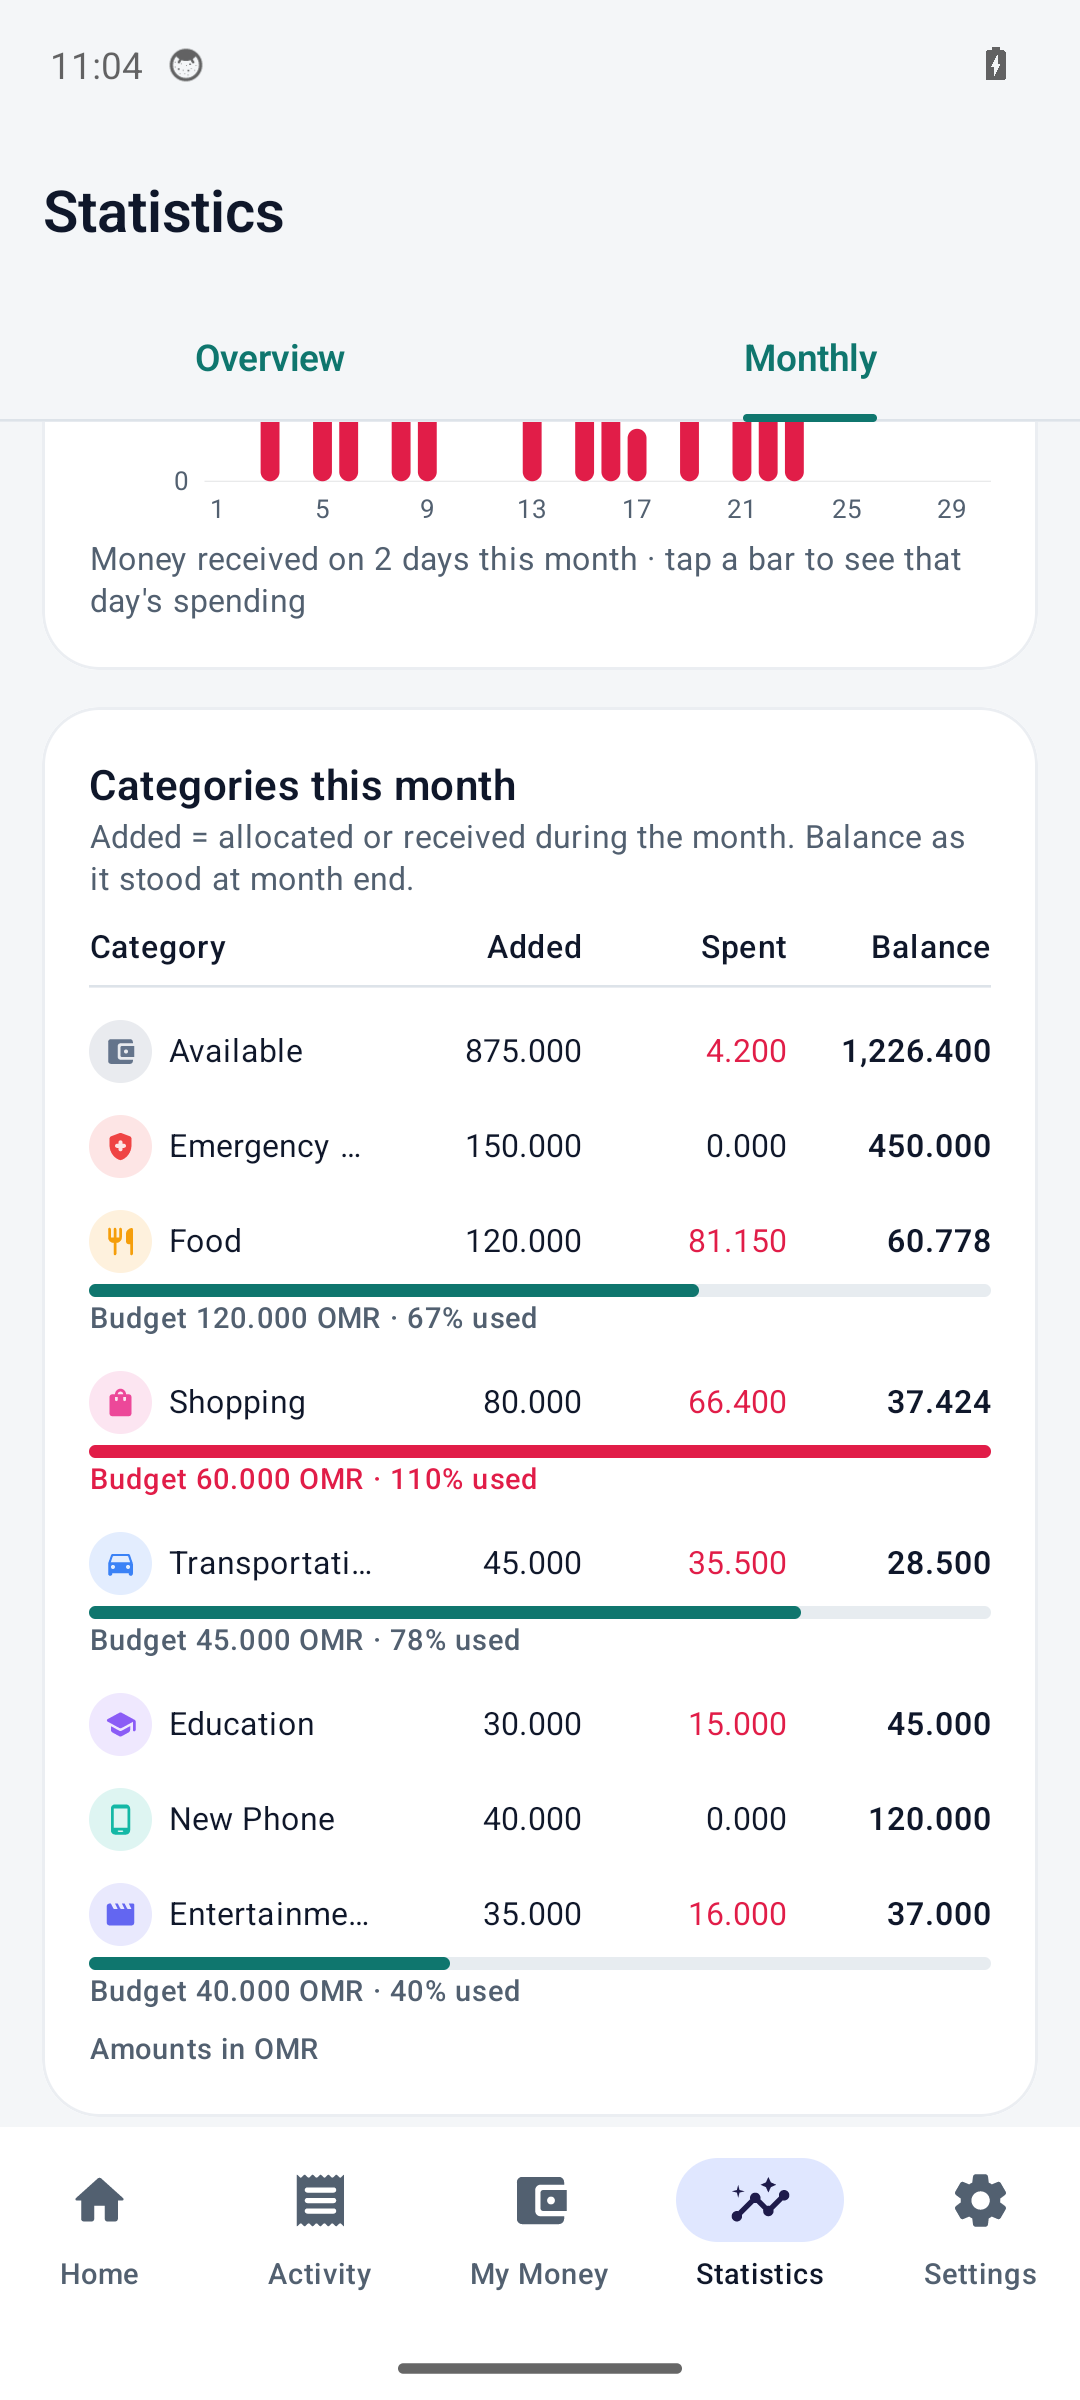 11:04
Statistics
Overview
Monthly
0
1 5 9 13 17 21 25 29
Money received on 2 days this month · tap a bar to see that
day's spending
Categories this month
Added = allocated or received during the month. Balance as
it stood at month end.
Category Added Spent Balance
Available 875.000 4.200 1,226.400
Emergency ... 150.000 0.000 450.000
Food 120.000 81.150 60.778
Budget 120.000 OMR · 67% used
Shopping 80.000 66.400 37.424
Budget 60.000 OMR · 110% used
Transportati... 45.000 35.500 28.500
Budget 45.000 OMR · 78% used
Education 30.000 15.000 45.000
New Phone 40.000 0.000 120.000
Entertainme... 35.000 16.000 37.000
Budget 40.000 OMR · 40% used
Amounts in OMR
Home Activity My Money Statistics Settings